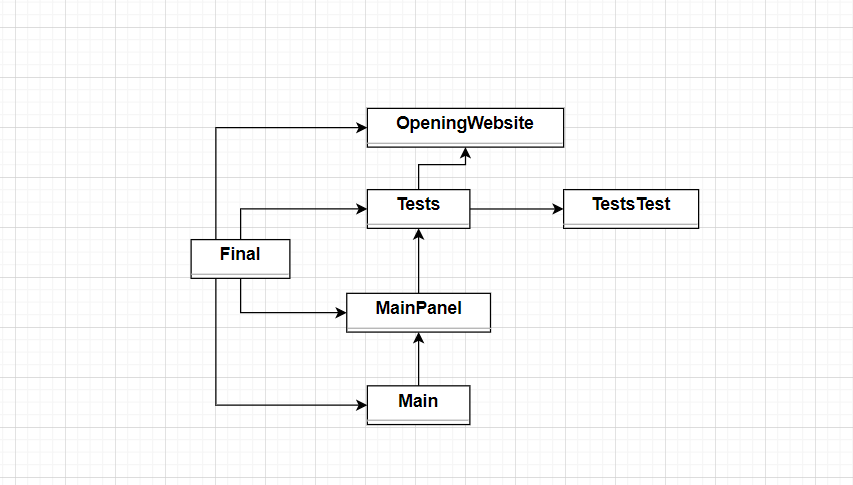 OpeningWebsite
Tests
TestsTest
Final
MainPanel
Main